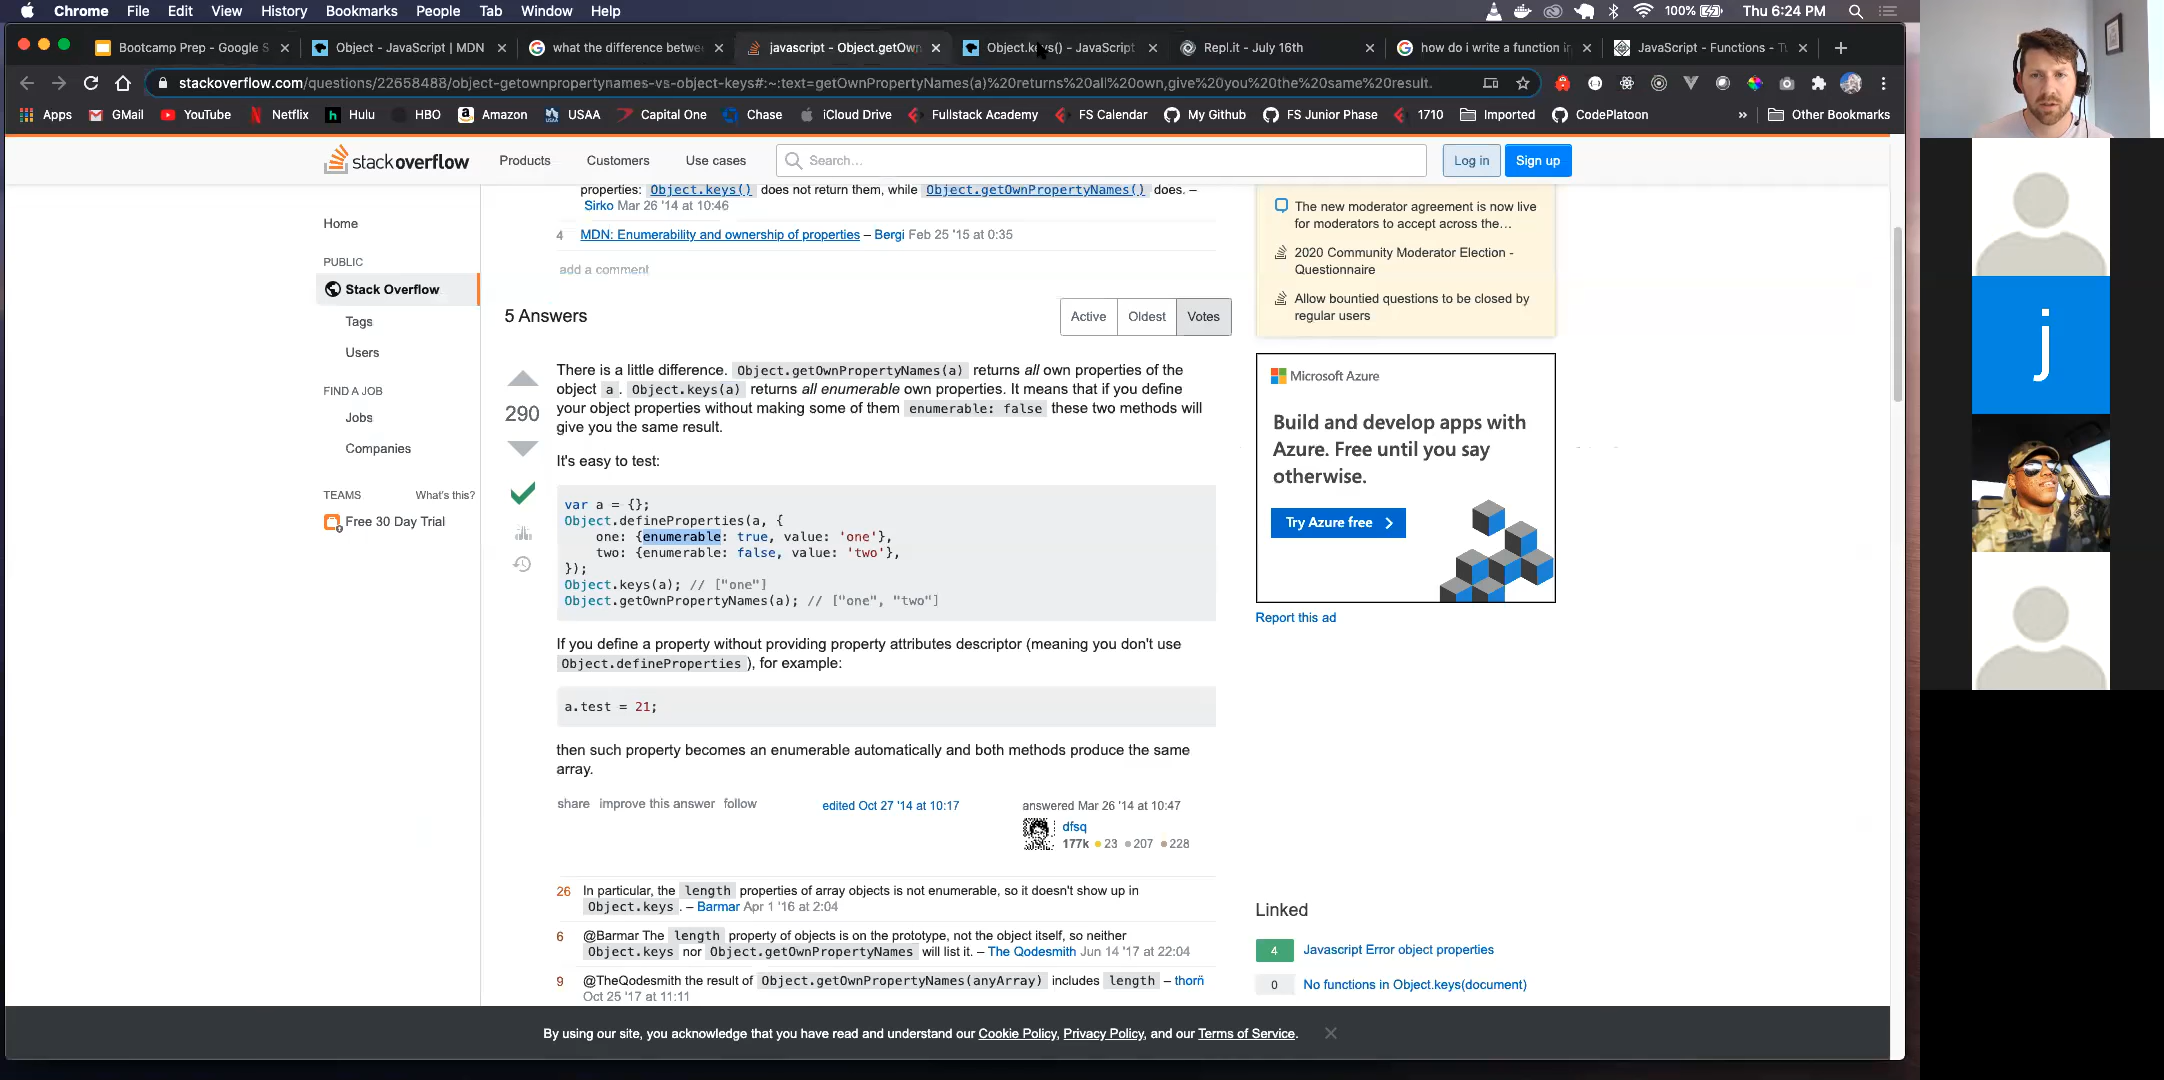 Chrome File Edit View History Bookmarks People Tab Window Help 100% Thu 6:24 PM
Bootcamp Prep - Google S
Object - JavaScript | MDN
what the difference betwe
javascript - Object.getOwn
Object.keys() - JavaScript
Repl.it - July 16th
how do i write a function i
JavaScript - Functions - T
stackoverflow.com/questions/22658488/object-getownpropertynames-vs-object-keys#:~:text=getOwnPropertyNames(a)%20returns%20all%20own,give%20you%20the%20same%20result.
Apps GMail YouTube Netflix Hulu HBO Amazon USAA Capital One Chase iCloud Drive Fullstack Academy FS Calendar My Github FS Junior Phase 1710 Imported CodePlatoon » Other Bookmarks
stackoverflow Products Customers Use cases Search... Log in Sign up
Home
PUBLIC
Stack Overflow
Tags
Users
FIND A JOB
Jobs
Companies
TEAMS What's this?
Free 30 Day Trial
properties: Object.keys() does not return them, while Object.getOwnPropertyNames() does. –
Sirko Mar 26 '14 at 10:46
4 MDN: Enumerability and ownership of properties – Bergi Feb 25 '15 at 0:35
add a comment
5 Answers
Active Oldest Votes
290
There is a little difference. Object.getOwnPropertyNames(a) returns all own properties of the
object a . Object.keys(a) returns all enumerable own properties. It means that if you define
your object properties without making some of them enumerable: false these two methods will
give you the same result.
It's easy to test:
var a = {};
Object.defineProperties(a, {
one: {enumerable: true, value: 'one'},
two: {enumerable: false, value: 'two'},
});
Object.keys(a); // ["one"]
Object.getOwnPropertyNames(a); // ["one", "two"]
If you define a property without providing property attributes descriptor (meaning you don't use
Object.defineProperties ), for example:
a.test = 21;
then such property becomes an enumerable automatically and both methods produce the same
array.
share improve this answer follow
edited Oct 27 '14 at 10:17
answered Mar 26 '14 at 10:47
dfsq
177k 23 207 228
26 In particular, the length properties of array objects is not enumerable, so it doesn't show up in
Object.keys . – Barmar Apr 1 '16 at 2:04
6 @Barmar The length property of objects is on the prototype, not the object itself, so neither
Object.keys nor Object.getOwnPropertyNames will list it. – The Qodesmith Jun 14 '17 at 22:04
9 @TheQodesmith the result of Object.getOwnPropertyNames(anyArray) includes length – thorn̈
Oct 25 '17 at 11:11
The new moderator agreement is now live
for moderators to accept across the...
2020 Community Moderator Election -
Questionnaire
Allow bountied questions to be closed by
regular users
Microsoft Azure
Build and develop apps with
Azure. Free until you say
otherwise.
Try Azure free
Report this ad
Linked
4 Javascript Error object properties
0 No functions in Object.keys(document)
By using our site, you acknowledge that you have read and understand our Cookie Policy, Privacy Policy, and our Terms of Service.
j